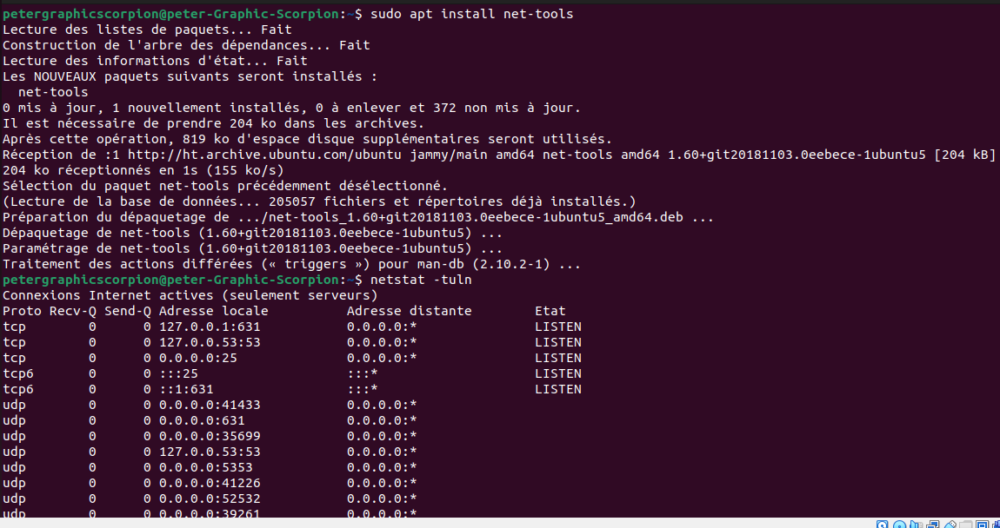 petergraphicscorpion@peter-Graphic-Scorpion:~$ sudo apt install net-tools
Lecture des listes de paquets... Fait
Construction de l'arbre des dépendances... Fait
Lecture des informations d'état... Fait
Les NOUVEAUX paquets suivants seront installés :
  net-tools
0 mis à jour, 1 nouvellement installés, 0 à enlever et 372 non mis à jour.
Il est nécessaire de prendre 204 ko dans les archives.
Après cette opération, 819 ko d'espace disque supplémentaires seront utilisés.
Réception de :1 http://ht.archive.ubuntu.com/ubuntu jammy/main amd64 net-tools amd64 1.60+git20181103.0eebece-1ubuntu5 [204 kB]
204 ko réceptionnés en 1s (155 ko/s)
Sélection du paquet net-tools précédemment désélectionné.
(Lecture de la base de données... 205057 fichiers et répertoires déjà installés.)
Préparation du dépaquetage de .../net-tools_1.60+git20181103.0eebece-1ubuntu5_amd64.deb ...
Dépaquetage de net-tools (1.60+git20181103.0eebece-1ubuntu5) ...
Paramétrage de net-tools (1.60+git20181103.0eebece-1ubuntu5) ...
Traitement des actions différées (« triggers ») pour man-db (2.10.2-1) ...
petergraphicscorpion@peter-Graphic-Scorpion:~$ netstat -tuln
Connexions Internet actives (seulement serveurs)
Proto Recv-Q Send-Q Adresse locale          Adresse distante        Etat
tcp        0      0 127.0.0.1:631           0.0.0.0:*               LISTEN
tcp        0      0 127.0.0.53:53           0.0.0.0:*               LISTEN
tcp        0      0 0.0.0.0:25              0.0.0.0:*               LISTEN
tcp6       0      0 :::25                   :::*                    LISTEN
tcp6       0      0 ::1:631                 :::*                    LISTEN
udp        0      0 0.0.0.0:41433           0.0.0.0:*
udp        0      0 0.0.0.0:631             0.0.0.0:*
udp        0      0 0.0.0.0:35699           0.0.0.0:*
udp        0      0 127.0.0.53:53           0.0.0.0:*
udp        0      0 0.0.0.0:5353            0.0.0.0:*
udp        0      0 0.0.0.0:41226           0.0.0.0:*
udp        0      0 0.0.0.0:52532           0.0.0.0:*
udp        0      0 0.0.0.0:39261           0.0.0.0:*